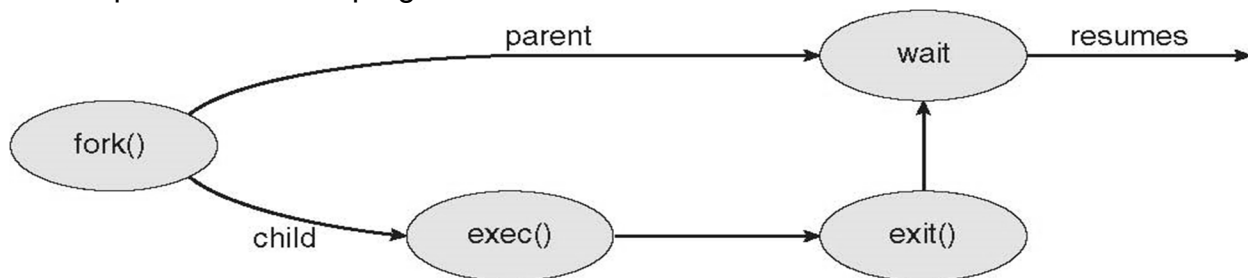 parent
wait
resumes
fork()
child
exec()
exit()